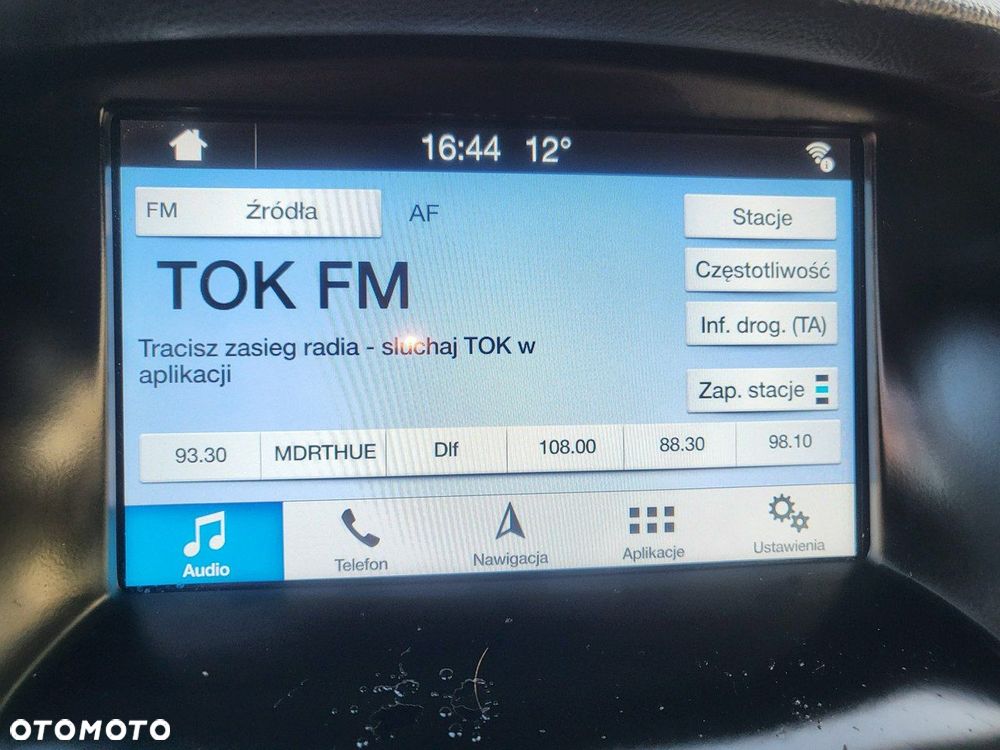 16:44 12°
FM Źródła AF
Stacje
TOK FM
Częstotliwość
Inf. drog. (TA)
Tracisz zasieg radia - sluchaj TOK w
aplikacji
Zap. stacje
93.30 MDRTHUE Dlf 108.00 88.30 98.10
Audio Telefon Nawigacja Aplikacje Ustawienia
OTOMOTO